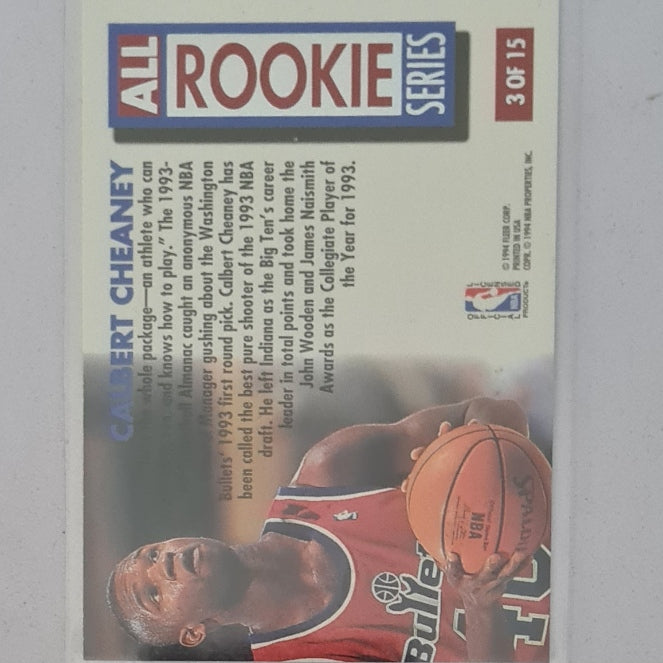 ALL
ROOKIE
SERIES
3 OF 15
CALBERT CHEANEY
whole package—an athlete who can
and knows how to play." The 1993-
Almanac caught an anonymous NBA
Manager gushing about the Washington
Bullets' 1993 first round pick. Calbert Cheaney has
been called the best pure shooter of the 1993 NBA
draft. He left Indiana as the Big Ten's career
leader in total points and took home the
John Wooden and James Naismith
Awards as the Collegiate Player of
the Year for 1993.
© 1994 FLEER CORP.
PRINTED IN USA
COPR. © 1994 NBA PROPERTIES, INC.
OFFICIAL
LICENSED
NBA
PRODUCT
SPALDING
NBA
Bullets
40